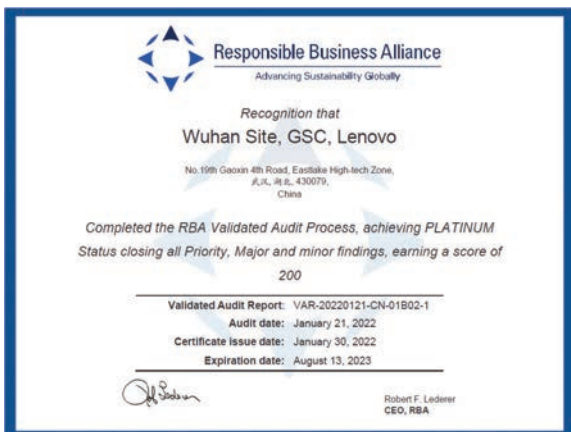 Responsible Business Alliance
Advancing Sustainability Globally
Recognition that
Wuhan Site, GSC, Lenovo
No.19th Gaoxin 4th Road, Eastlake High-tech Zone,
武汉, 湖北, 430079,
China
Completed the RBA Validated Audit Process, achieving PLATINUM
Status closing all Priority, Major and minor findings, earning a score of
200
Validated Audit Report: VAR-20220121-CN-01B02-1
Audit date: January 21, 2022
Certificate issue date: January 30, 2022
Expiration date: August 13, 2023
Robert F. Lederer
CEO, RBA